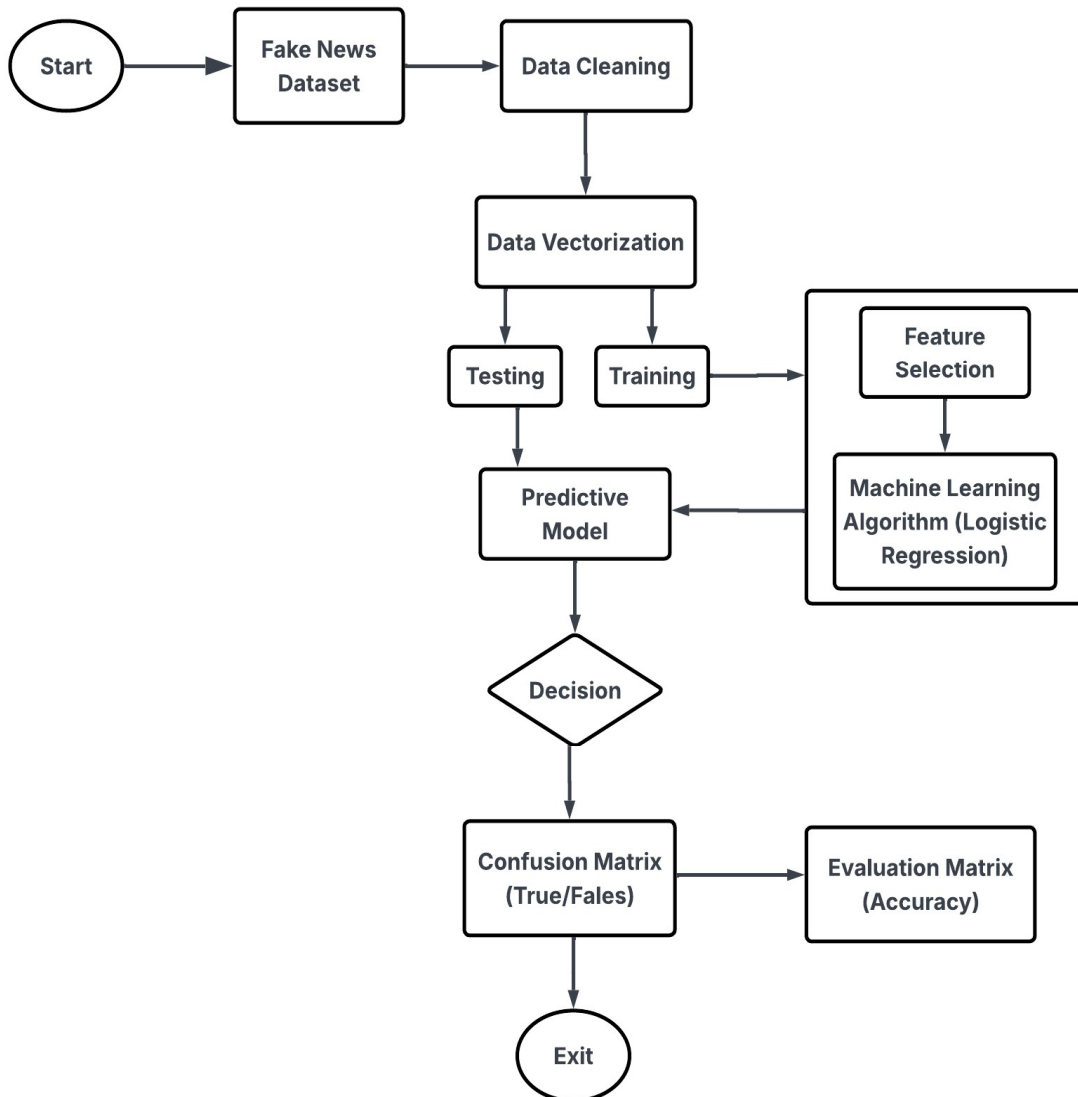 Start
Fake News
Dataset
Data Cleaning
Data Vectorization
Testing
Training
Feature
Selection
Machine Learning
Algorithm (Logistic
Regression)
Predictive
Model
Decision
Confusion Matrix
(True/Fales)
Evaluation Matrix
(Accuracy)
Exit